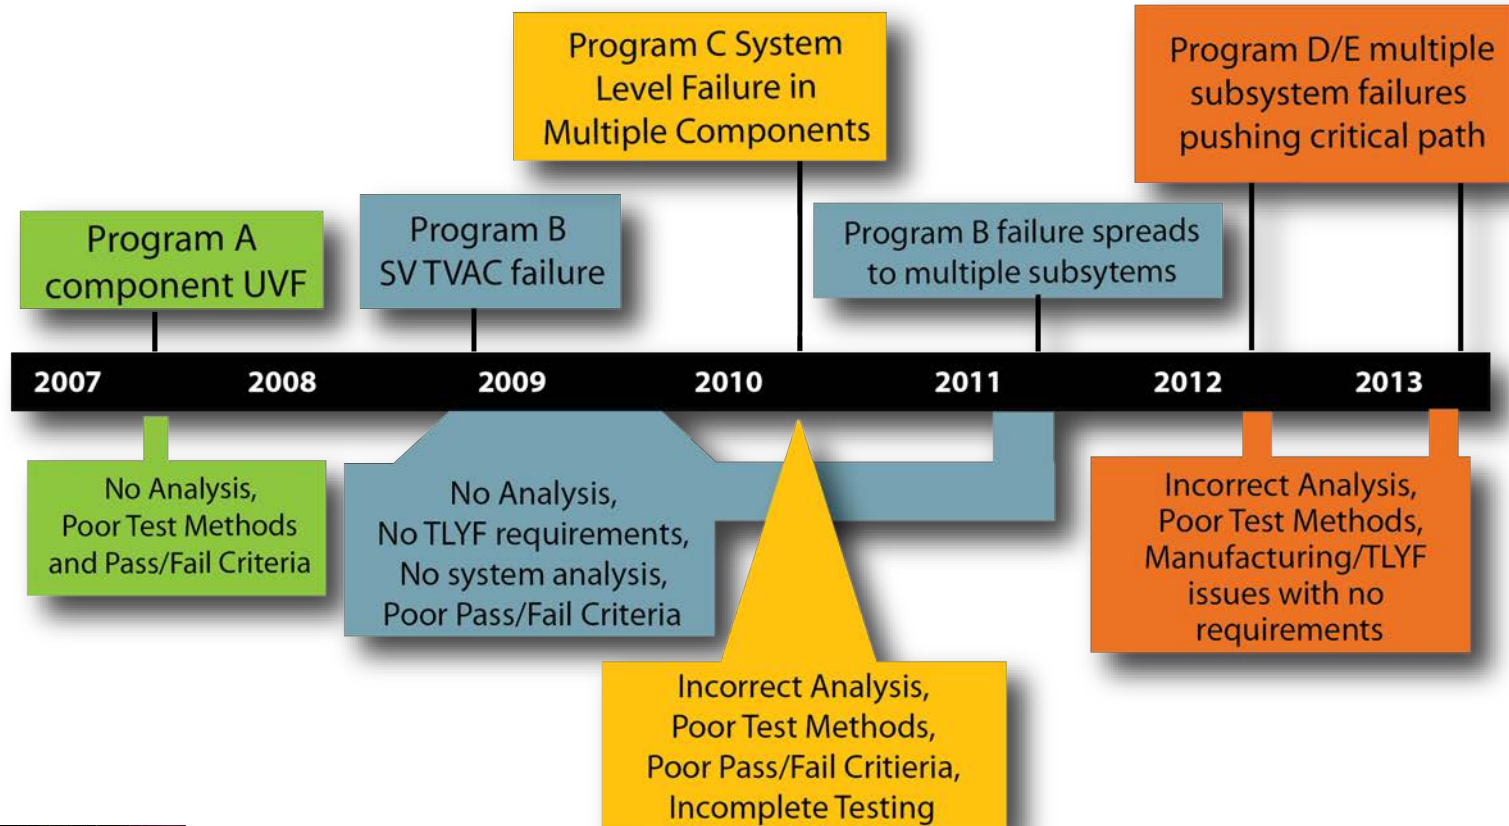 Program C System
Level Failure in
Multiple Components
Program D/E multiple
subsystem failures
pushing critical path
Program A
component UVF
Program B
SV TVAC failure
Program B failure spreads
to multiple subsytems
2007 2008 2009 2010 2011 2012 2013
No Analysis,
Poor Test Methods
and Pass/Fail Criteria
No Analysis,
No TLYF requirements,
No system analysis,
Poor Pass/Fail Criteria
Incorrect Analysis,
Poor Test Methods,
Manufacturing/TLYF
issues with no
requirements
Incorrect Analysis,
Poor Test Methods,
Poor Pass/Fail Critieria,
Incomplete Testing